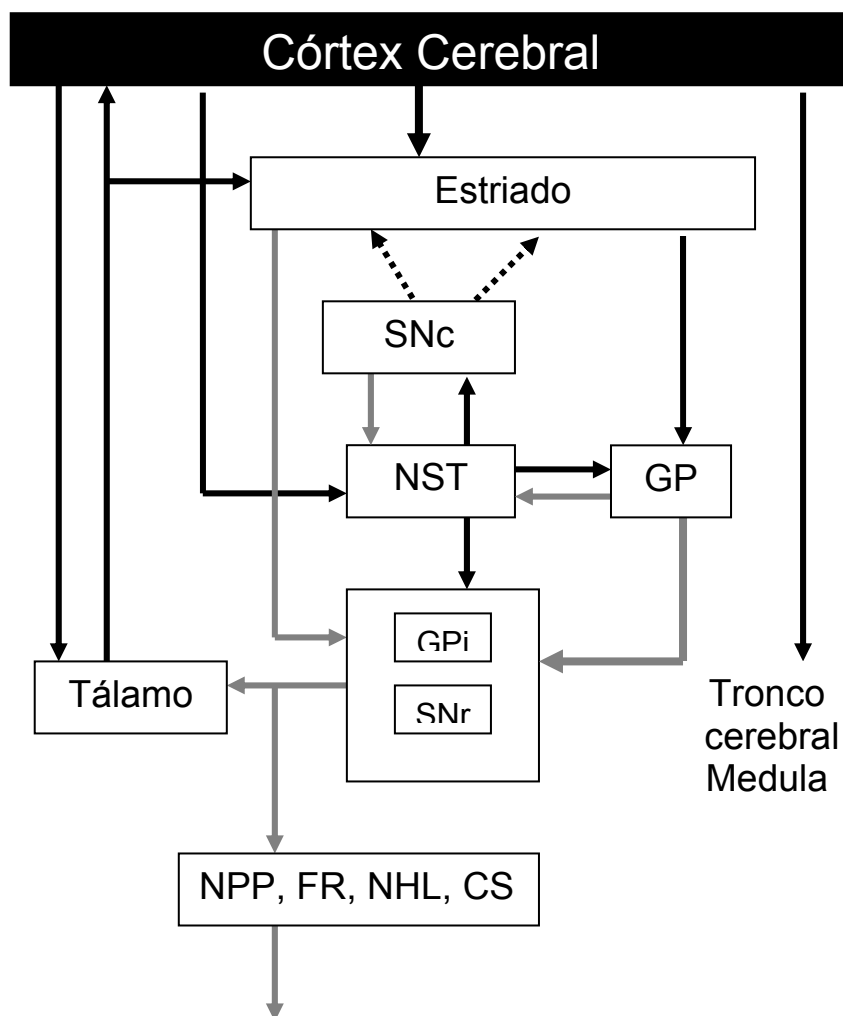 Córtex Cerebral
Estriado
SNc
NST
GP
GPi
SNr
Tálamo
Tronco
cerebral
Medula
NPP, FR, NHL, CS